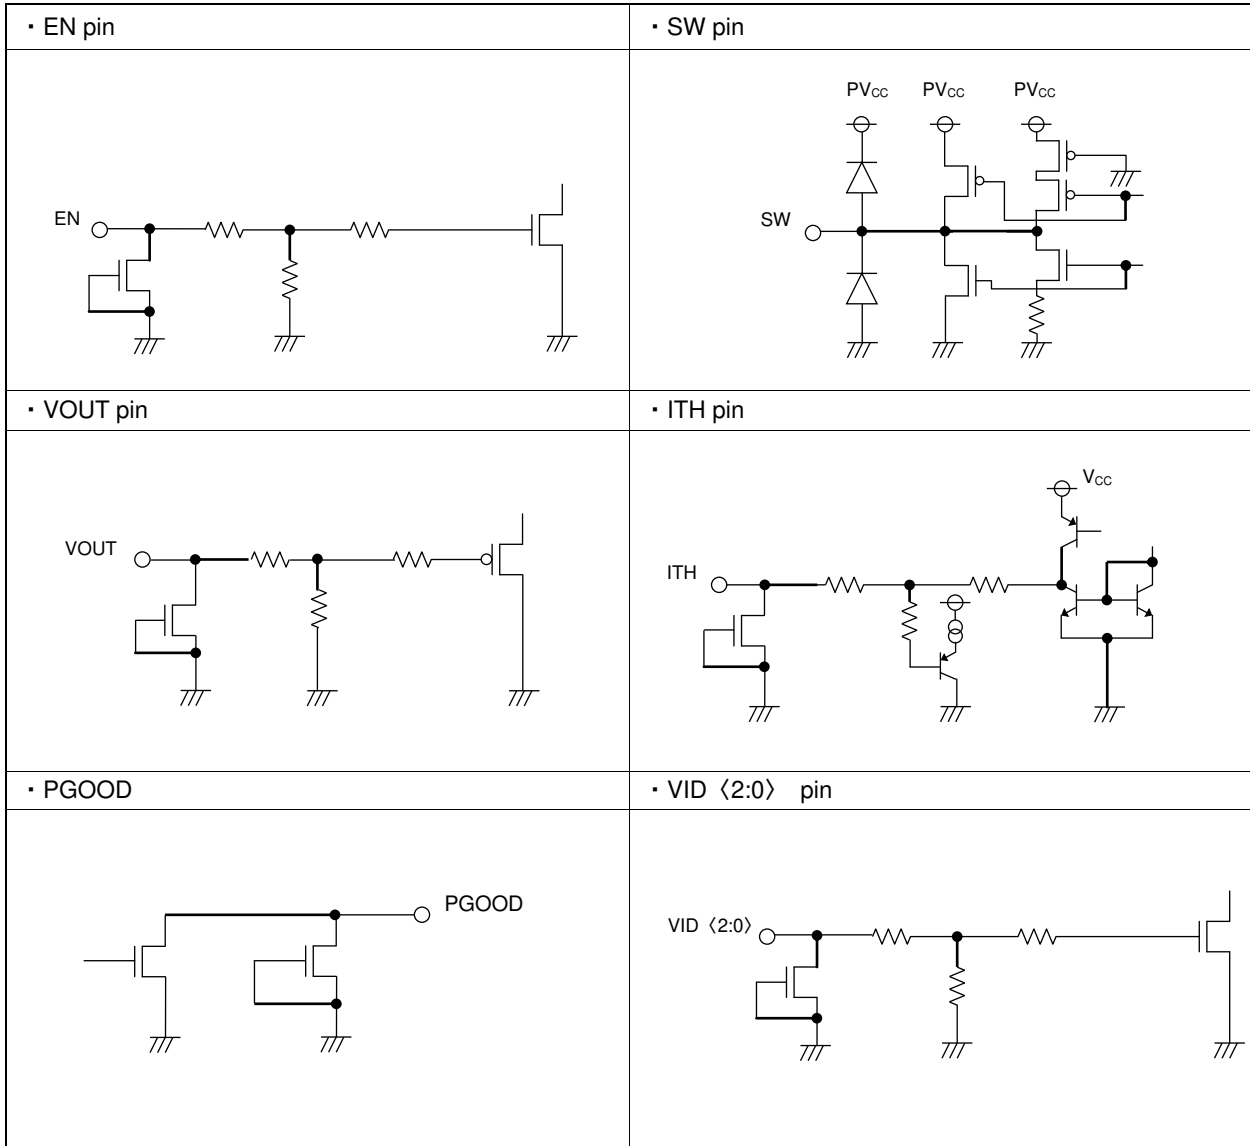 ・EN pin
・SW pin
PVCC PVCC PVCC
EN
SW
・VOUT pin
・ITH pin
VCC
VOUT
ITH
・PGOOD
・VID〈2:0〉 pin
PGOOD
VID〈2:0〉